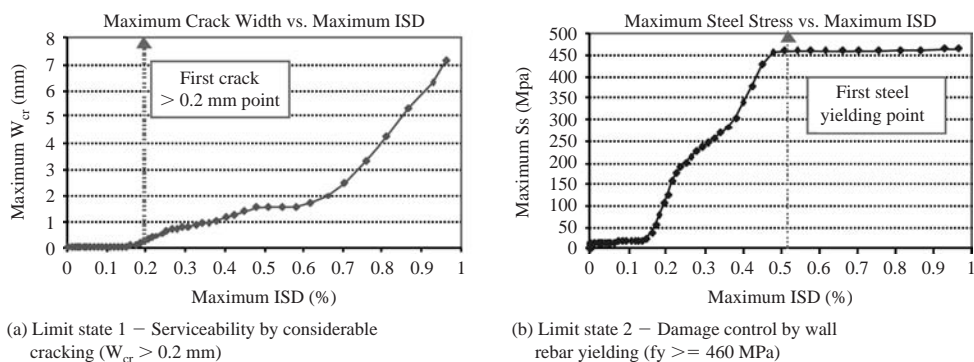 Maximum Crack Width vs. Maximum ISD
8
7
6
5
4
3
2
1
0
Maximum W_cr (mm)
First crack
> 0.2 mm point
0 0.1 0.2 0.3 0.4 0.5 0.6 0.7 0.8 0.9 1
Maximum ISD (%)
(a) Limit state 1 – Serviceability by considerable
cracking (W_cr > 0.2 mm)
Maximum Steel Stress vs. Maximum ISD
500
450
400
350
300
250
200
150
100
50
0
Maximum Ss (Mpa)
First steel
yielding point
0 0.1 0.2 0.3 0.4 0.5 0.6 0.7 0.8 0.9 1
Maximum ISD (%)
(b) Limit state 2 – Damage control by wall
rebar yielding (fy >= 460 MPa)